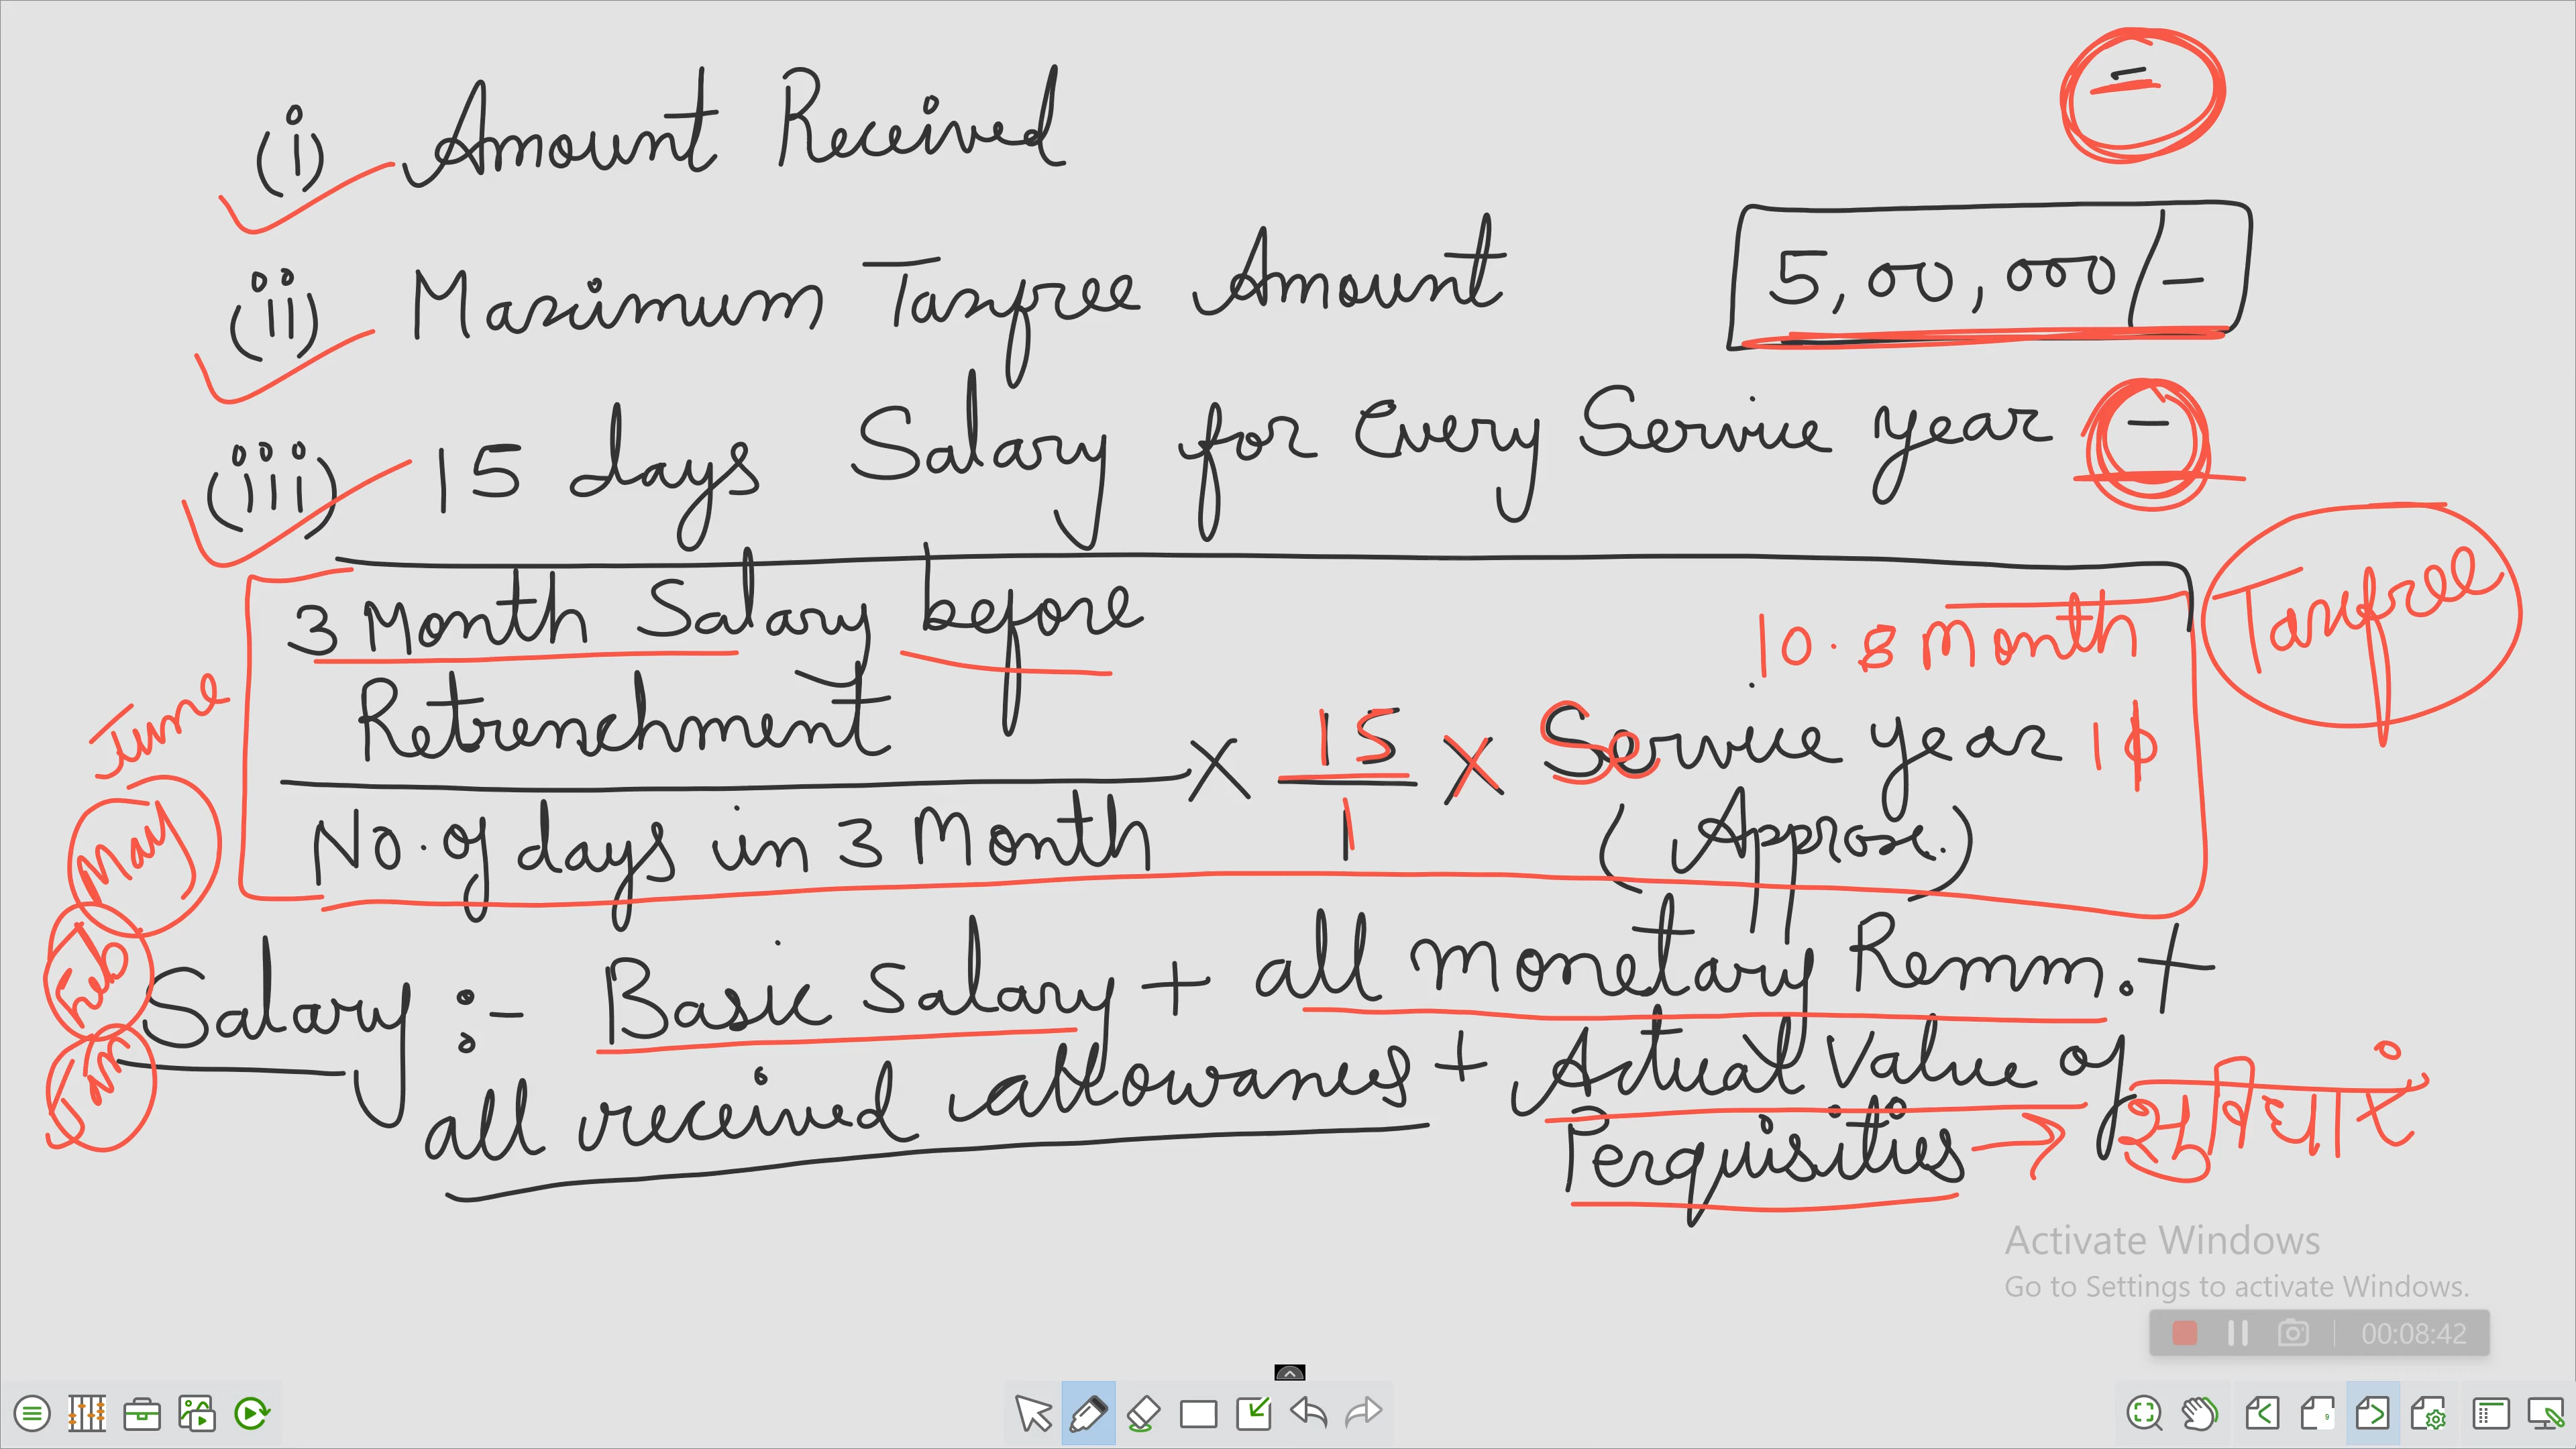 (i) Amount Received =
(ii) Maximum Taxfree Amount 5,00,000/-
(iii) 15 days Salary for Every Service year -
3 Month Salary before
Retrenchment
No. of days in 3 Month
× 15/1 × Service year
(Approx.)
10.8 Month
Taxfree
June
May
Feb
Jan
Salary :- Basic Salary + all monetary Remm. +
all received allowances + Actual Value of
Perquisities → सुविधाएं
Activate Windows
Go to Settings to activate Windows.
00:08:42